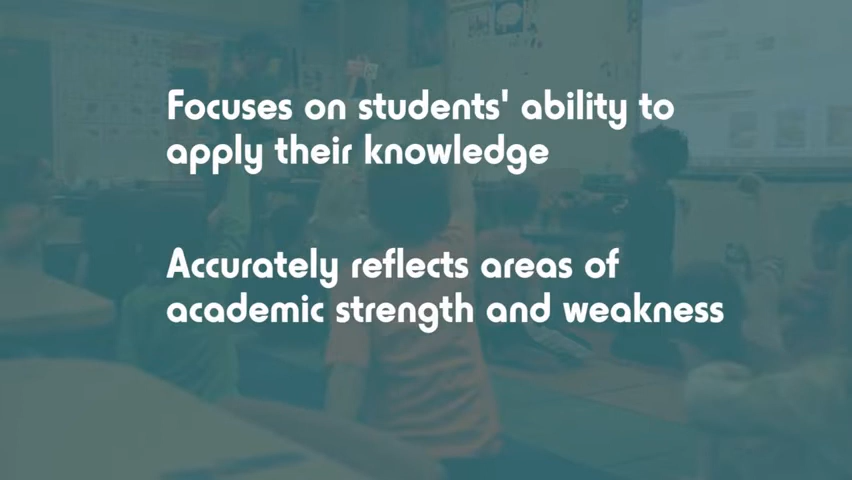 Focuses on students' ability to
apply their knowledge
Accurately reflects areas of
academic strength and weakness